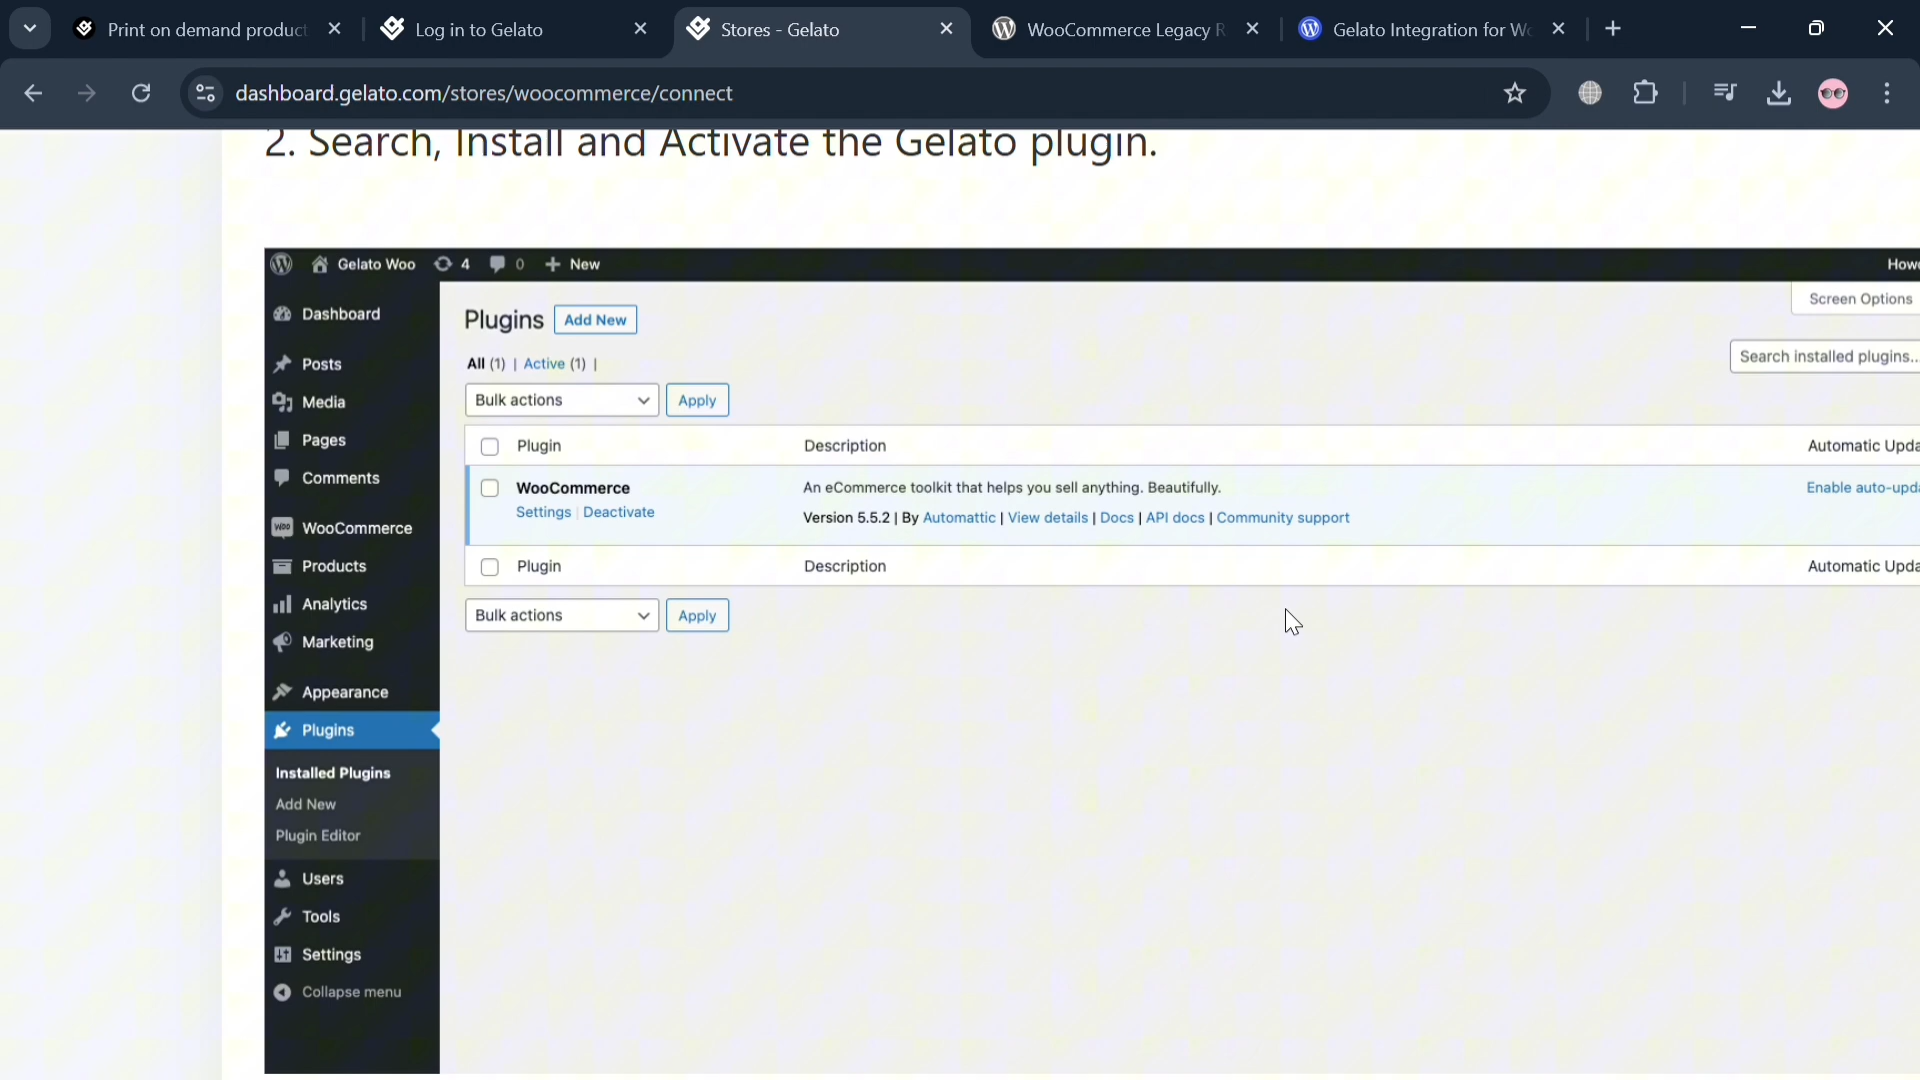 Print on demand produc
Log in to Gelato
Stores - Gelato
WooCommerce Legacy R
Gelato Integration for Wo
dashboard.gelato.com/stores/woocommerce/connect
2. Search, Install and Activate the Gelato plugin.
Gelato Woo 4 0 New
Howd
Screen Options
Dashboard
Posts
Media
Pages
Comments
WooCommerce
Products
Analytics
Marketing
Appearance
Plugins
Installed Plugins
Add New
Plugin Editor
Users
Tools
Settings
Collapse menu
Plugins Add New
All (1) | Active (1) |
Search installed plugins...
Bulk actions Apply
Plugin Description Automatic Upda
WooCommerce An eCommerce toolkit that helps you sell anything. Beautifully. Enable auto-upda
Settings | Deactivate Version 5.5.2 | By Automattic | View details | Docs | API docs | Community support
Plugin Description Automatic Upda
Bulk actions Apply